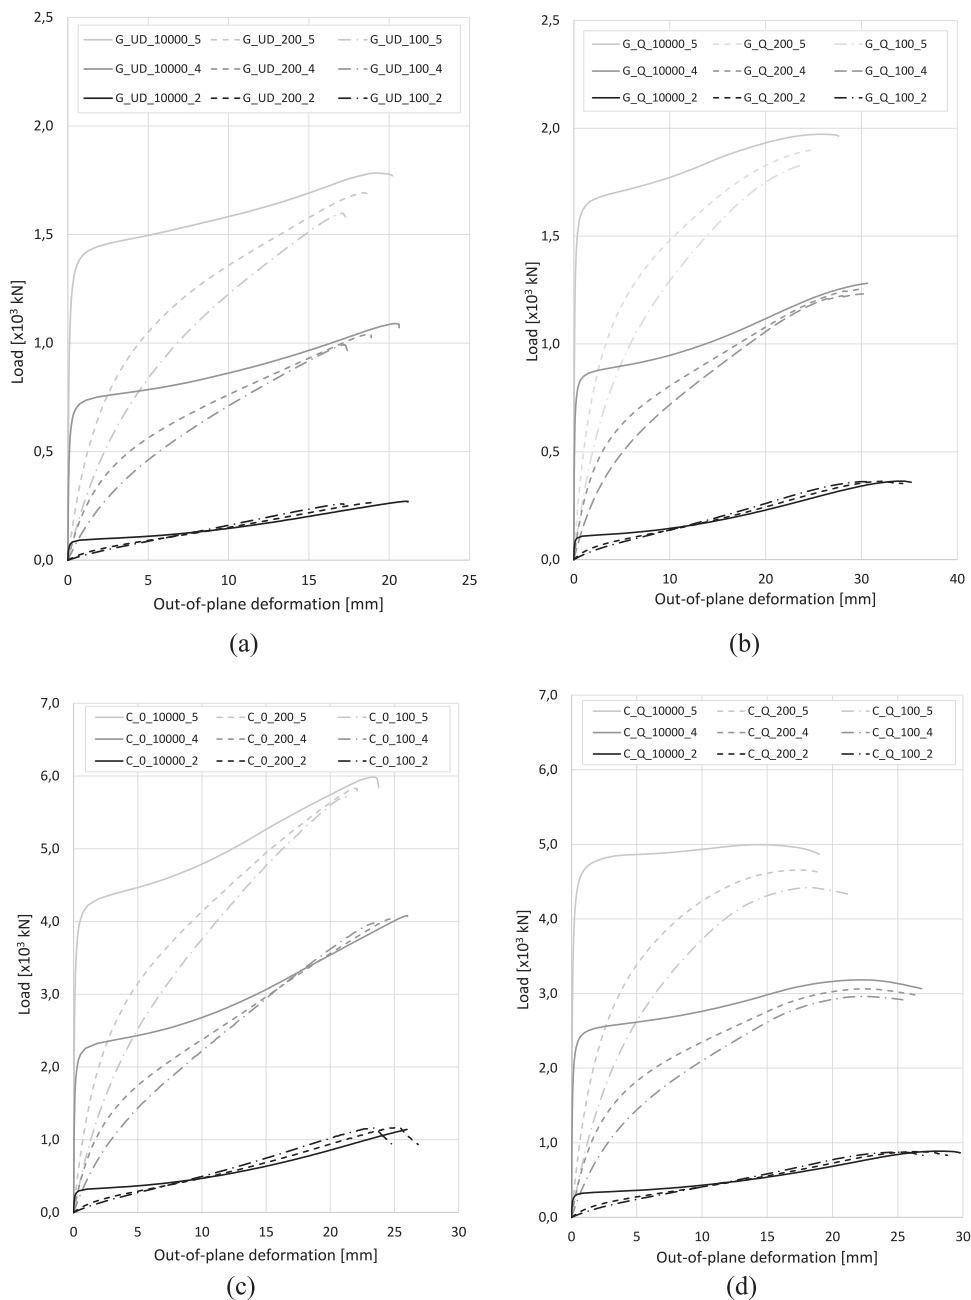 2,5
G_UD_10000_5 G_UD_200_5 G_UD_100_5
G_UD_10000_4 G_UD_200_4 G_UD_100_4
G_UD_10000_2 G_UD_200_2 G_UD_100_2
2,0
1,5
1,0
0,5
0,0
Load [x10³ kN]
0 5 10 15 20 25
Out-of-plane deformation [mm]
(a)
2,5
G_Q_10000_5 G_Q_200_5 G_Q_100_5
G_Q_10000_4 G_Q_200_4 G_Q_100_4
G_Q_10000_2 G_Q_200_2 G_Q_100_2
2,0
1,5
1,0
0,5
0,0
Load [x10³ kN]
0 10 20 30 40
Out-of-plane deformation [mm]
(b)
7,0
C_0_10000_5 C_0_200_5 C_0_100_5
C_0_10000_4 C_0_200_4 C_0_100_4
C_0_10000_2 C_0_200_2 C_0_100_2
6,0
5,0
4,0
3,0
2,0
1,0
0,0
Load [x10³ kN]
0 5 10 15 20 25 30
Out-of-plane deformation [mm]
(c)
7,0
C_Q_10000_5 C_Q_200_5 C_Q_100_5
C_Q_10000_4 C_Q_200_4 C_Q_100_4
C_Q_10000_2 C_Q_200_2 C_Q_100_2
6,0
5,0
4,0
3,0
2,0
1,0
0,0
Load [x10³ kN]
0 5 10 15 20 25 30
Out-of-plane deformation [mm]
(d)